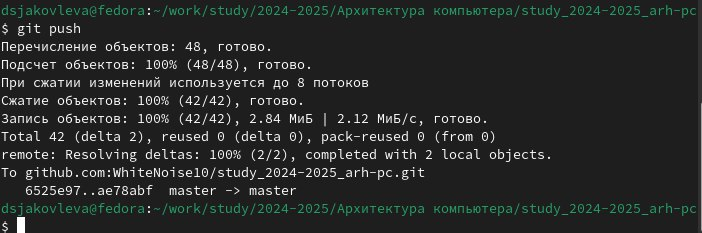 dsjakovleva@fedora:~/work/study/2024-2025/Архитектура компьютера/study_2024-2025_arh-pc
$ git push
Перечисление объектов: 48, готово.
Подсчет объектов: 100% (48/48), готово.
При сжатии изменений используется до 8 потоков
Сжатие объектов: 100% (42/42), готово.
Запись объектов: 100% (42/42), 2.84 МиБ | 2.12 МиБ/с, готово.
Total 42 (delta 2), reused 0 (delta 0), pack-reused 0 (from 0)
remote: Resolving deltas: 100% (2/2), completed with 2 local objects.
To github.com:WhiteNoise10/study_2024-2025_arh-pc.git
   6525e97..ae78abf  master -> master
dsjakovleva@fedora:~/work/study/2024-2025/Архитектура компьютера/study_2024-2025_arh-pc
$